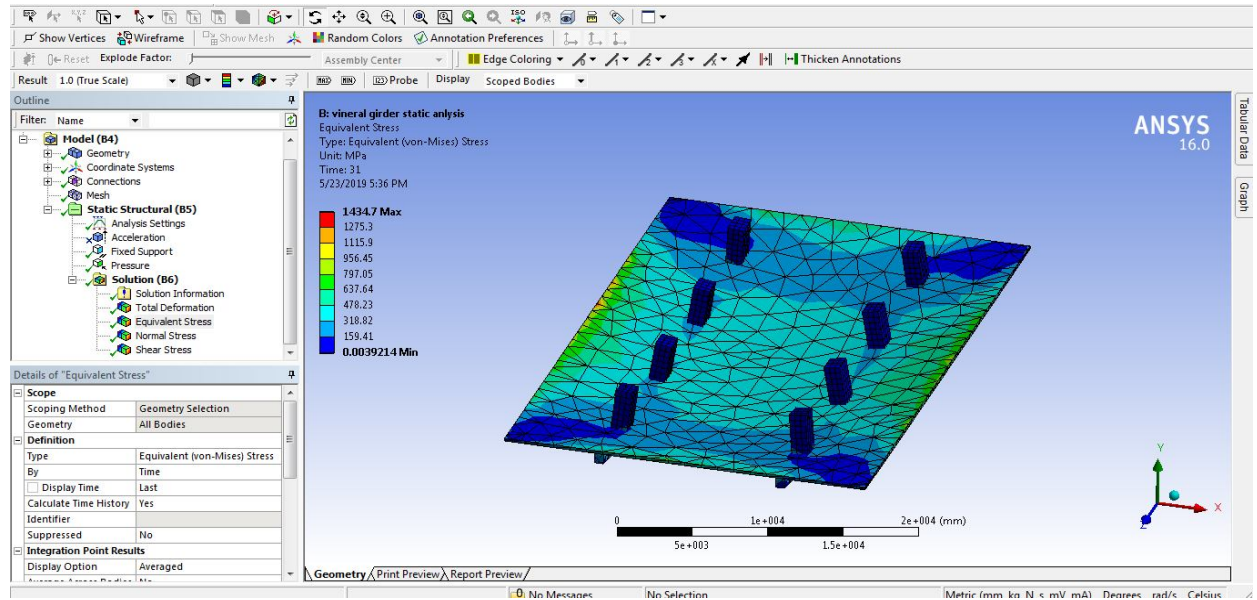 Show Vertices Wireframe Show Mesh Random Colors Annotation Preferences
Reset Explode Factor: Assembly Center Edge Coloring Thicken Annotations
Result 1.0 (True Scale) Probe Display Scoped Bodies
Outline
Filter: Name
Model (B4)
Geometry
Coordinate Systems
Connections
Mesh
Static Structural (B5)
Analysis Settings
Acceleration
Fixed Support
Pressure
Solution (B6)
Solution Information
Total Deformation
Equivalent Stress
Normal Stress
Shear Stress
Details of "Equivalent Stress"
Scope
Scoping Method Geometry Selection
Geometry All Bodies
Definition
Type Equivalent (von-Mises) Stress
By Time
Display Time Last
Calculate Time History Yes
Identifier
Suppressed No
Integration Point Results
Display Option Averaged
B: vineral girder static anlysis
Equivalent Stress
Type: Equivalent (von-Mises) Stress
Unit: MPa
Time: 31
5/23/2019 5:36 PM
1434.7 Max
1275.3
1115.9
956.45
797.05
637.64
478.23
318.82
159.41
0.0039214 Min
ANSYS
16.0
Y
X
Z
0 1e+004 2e+004 (mm)
5e+003 1.5e+004
Geometry Print Preview Report Preview
Tabular Data
Graph
No Messages No Selection Metric (mm, kg, N, s, mV, mA) Degrees rad/s Celsius